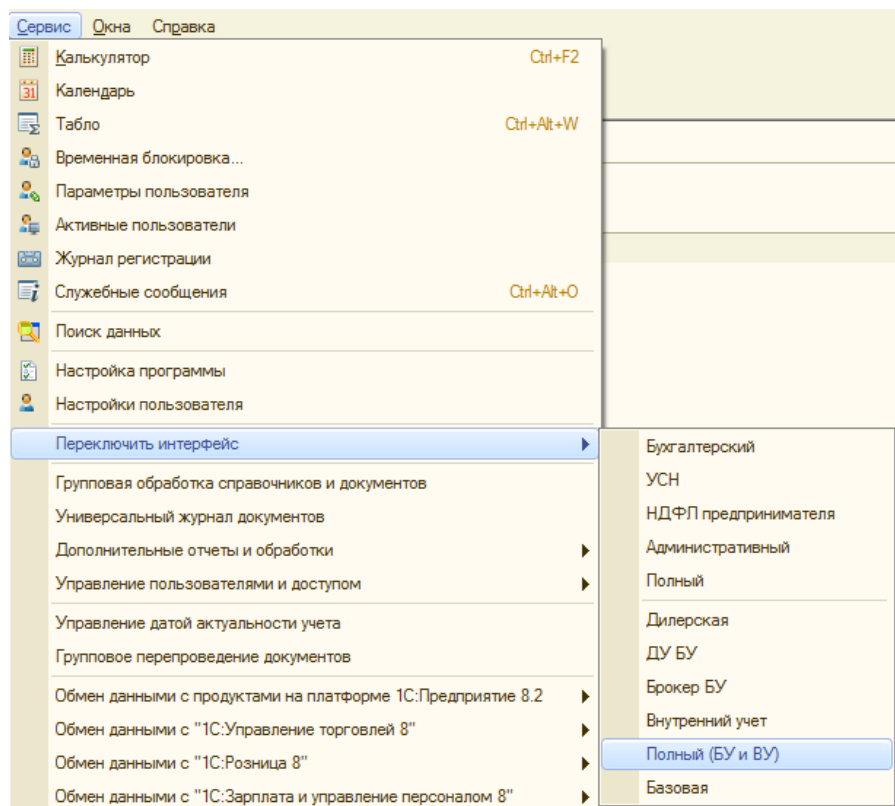 Сервис Окна Справка
Калькулятор Ctrl+F2
31 Календарь
Табло Ctrl+Alt+W
Временная блокировка...
Параметры пользователя
Активные пользователи
Журнал регистрации
Служебные сообщения Ctrl+Alt+O
Поиск данных
Настройка программы
Настройки пользователя
Переключить интерфейс
Групповая обработка справочников и документов
Универсальный журнал документов
Дополнительные отчеты и обработки
Управление пользователями и доступом
Управление датой актуальности учета
Групповое перепроведение документов
Обмен данными с продуктами на платформе 1С:Предприятие 8.2
Обмен данными с "1С:Управление торговлей 8"
Обмен данными с "1С:Розница 8"
Обмен данными с "1С:Зарплата и управление персоналом 8"
Бухгалтерский
УСН
НДФЛ предпринимателя
Административный
Полный
Дилерская
ДУ БУ
Брокер БУ
Внутренний учет
Полный (БУ и ВУ)
Базовая